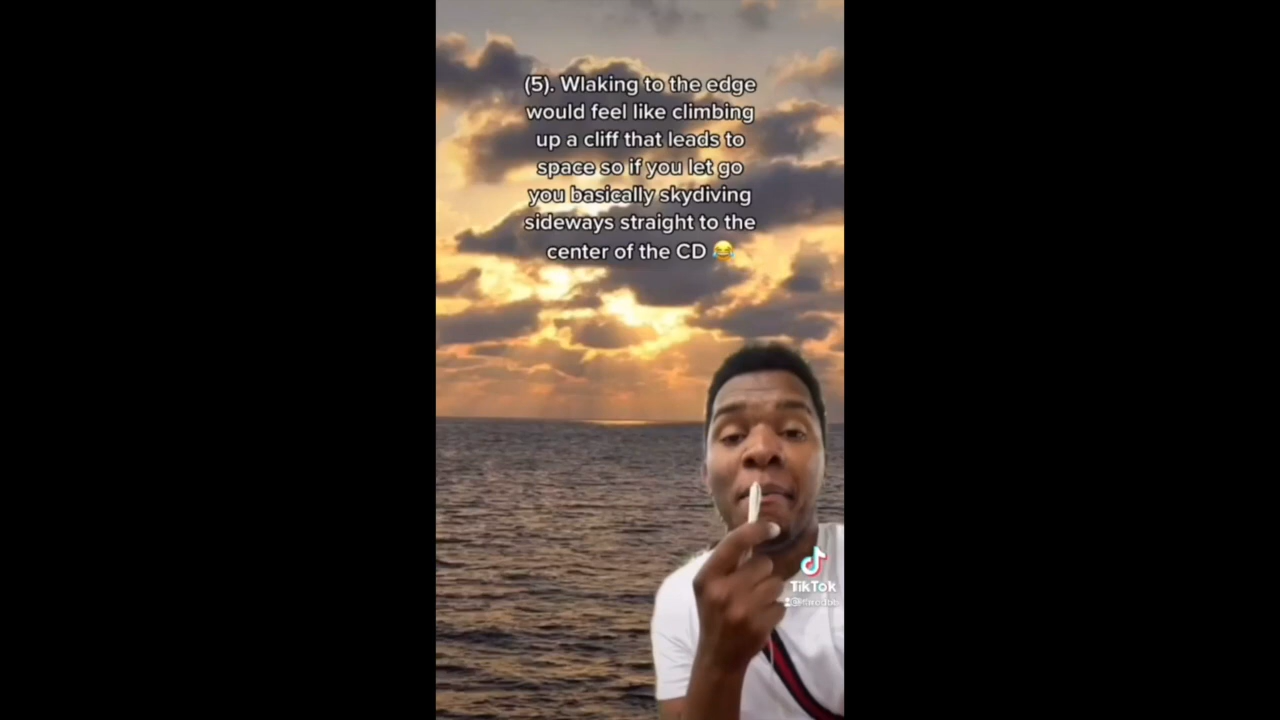 (5). Wlaking to the edge
would feel like climbing
up a cliff that leads to
space so if you let go
you basically skydiving
sideways straight to the
center of the CD 😂
TikTok